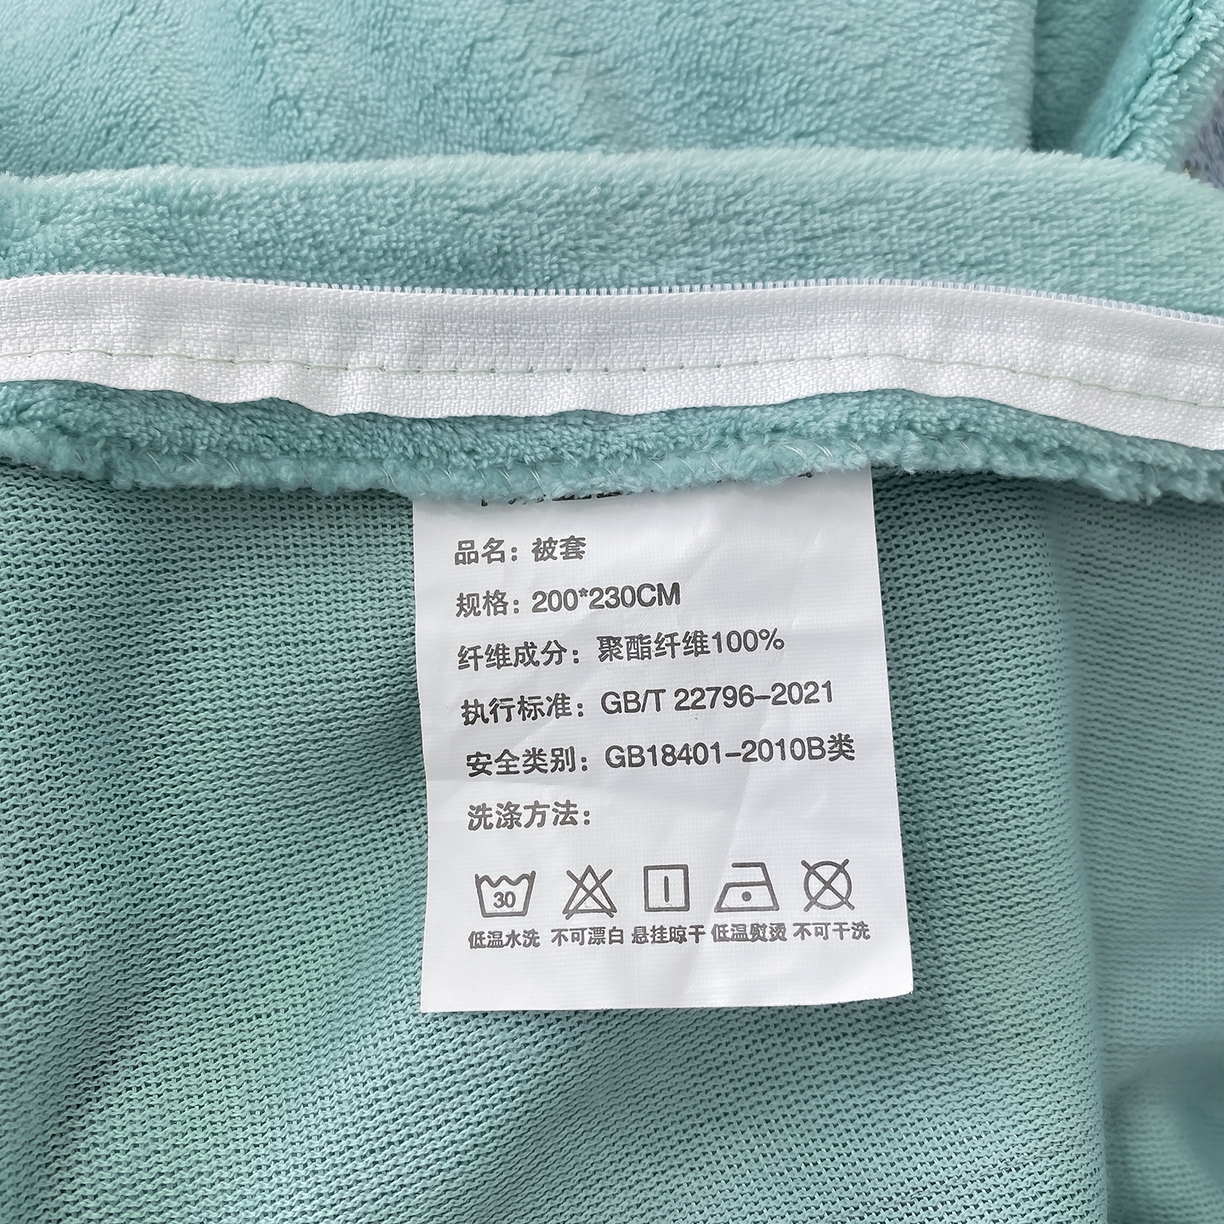 品名：被套
规格：200*230CM
纤维成分：聚酯纤维100%
执行标准：GB/T 22796-2021
安全类别：GB18401-2010B类
洗涤方法：
30
低温水洗 不可漂白 悬挂晾干 低温熨烫 不可干洗